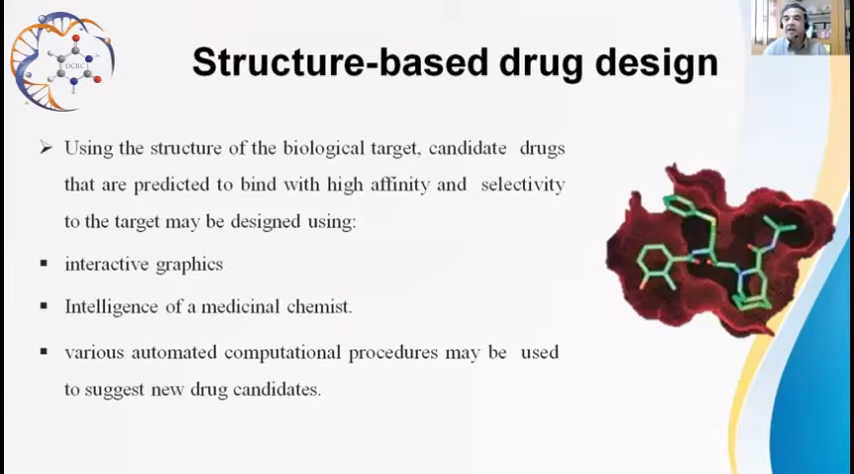 DCRC
Structure-based drug design
➤ Using the structure of the biological target, candidate drugs
that are predicted to bind with high affinity and selectivity
to the target may be designed using:
▪ interactive graphics
▪ Intelligence of a medicinal chemist.
▪ various automated computational procedures may be used
to suggest new drug candidates.